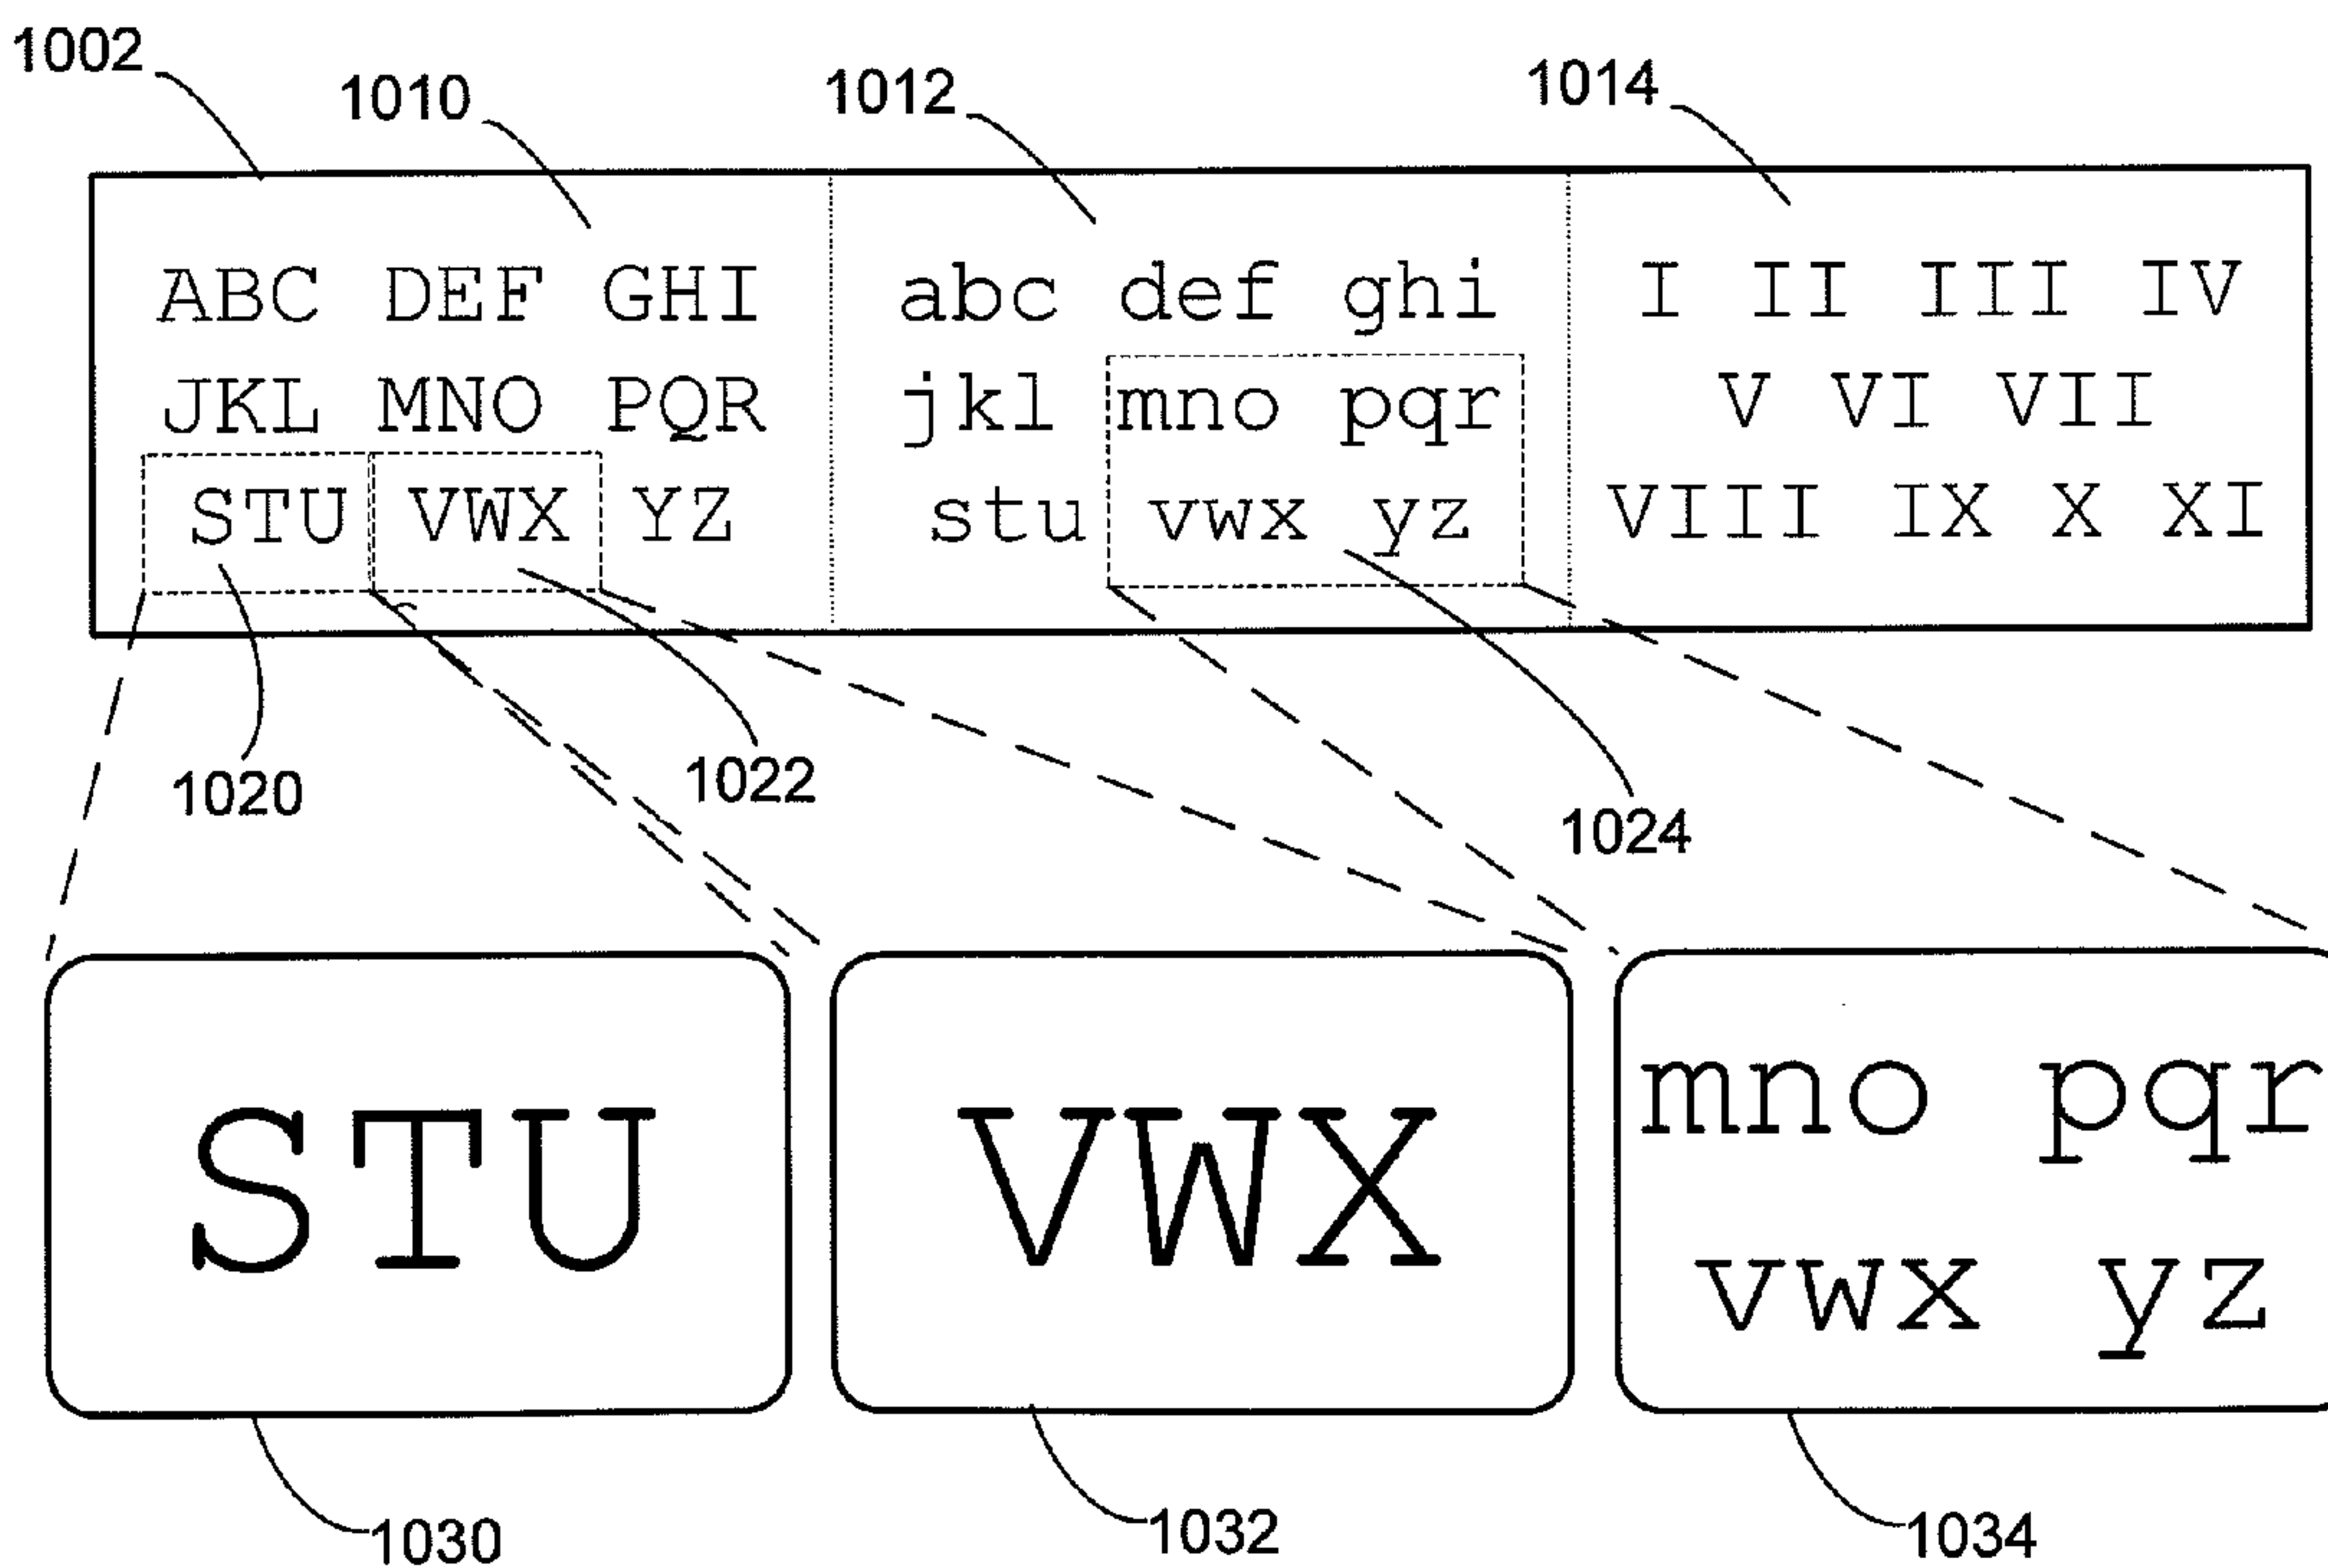 1002
1010
1012
1014
ABC DEF GHI
JKL MNO PQR
STU VWX YZ
abc def ghi
jkl mno pqr
stu vwx yz
I II III IV
V VI VII
VIII IX X XI
1020
1022
1024
STU
VWX
mno pqr
vwx yz
1030
1032
1034